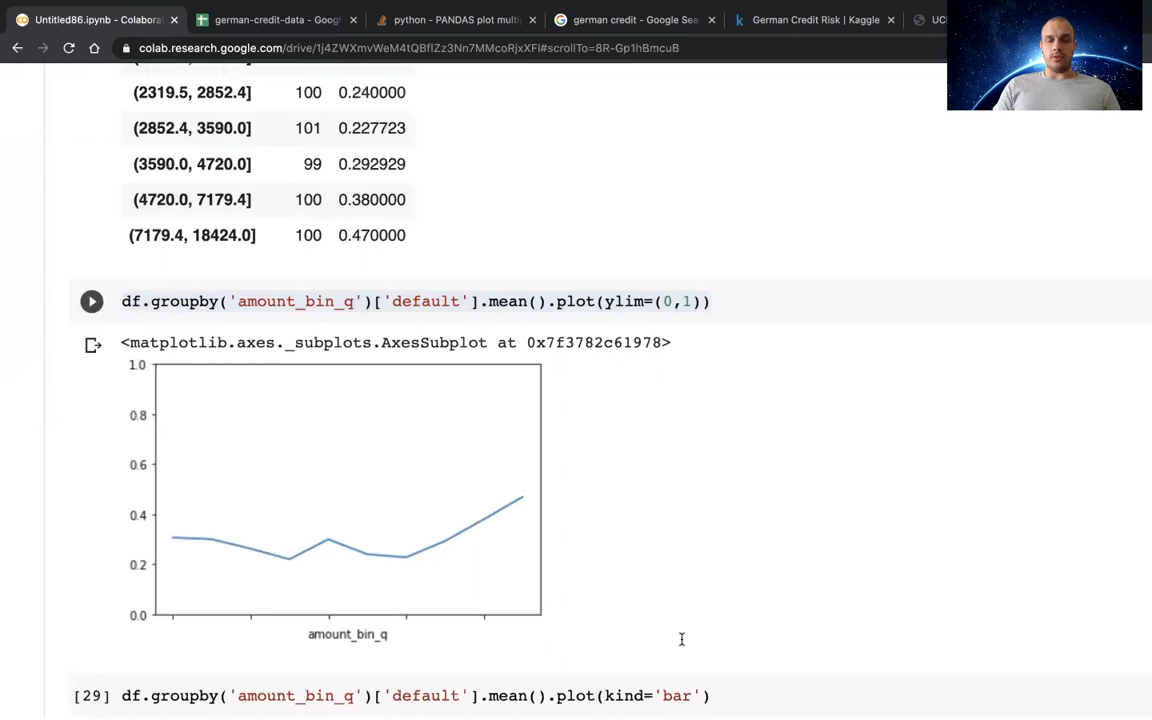 Untitled86.ipynb - Colabora
german-credit-data - Goog
python - PANDAS plot multi
german credit - Google Sea
German Credit Risk | Kaggle
UCI
colab.research.google.com/drive/1j4ZWXmvWeM4tQBfIZz3Nn7MMcoRjxXFl#scrollTo=8R-Gp1hBmcuB
(2319.5, 2852.4] 100 0.240000
(2852.4, 3590.0] 101 0.227723
(3590.0, 4720.0] 99 0.292929
(4720.0, 7179.4] 100 0.380000
(7179.4, 18424.0] 100 0.470000
df.groupby('amount_bin_q')['default'].mean().plot(ylim=(0,1))
<matplotlib.axes._subplots.AxesSubplot at 0x7f3782c61978>
1.0
0.8
0.6
0.4
0.2
0.0
amount_bin_q
[29] df.groupby('amount_bin_q')['default'].mean().plot(kind='bar')